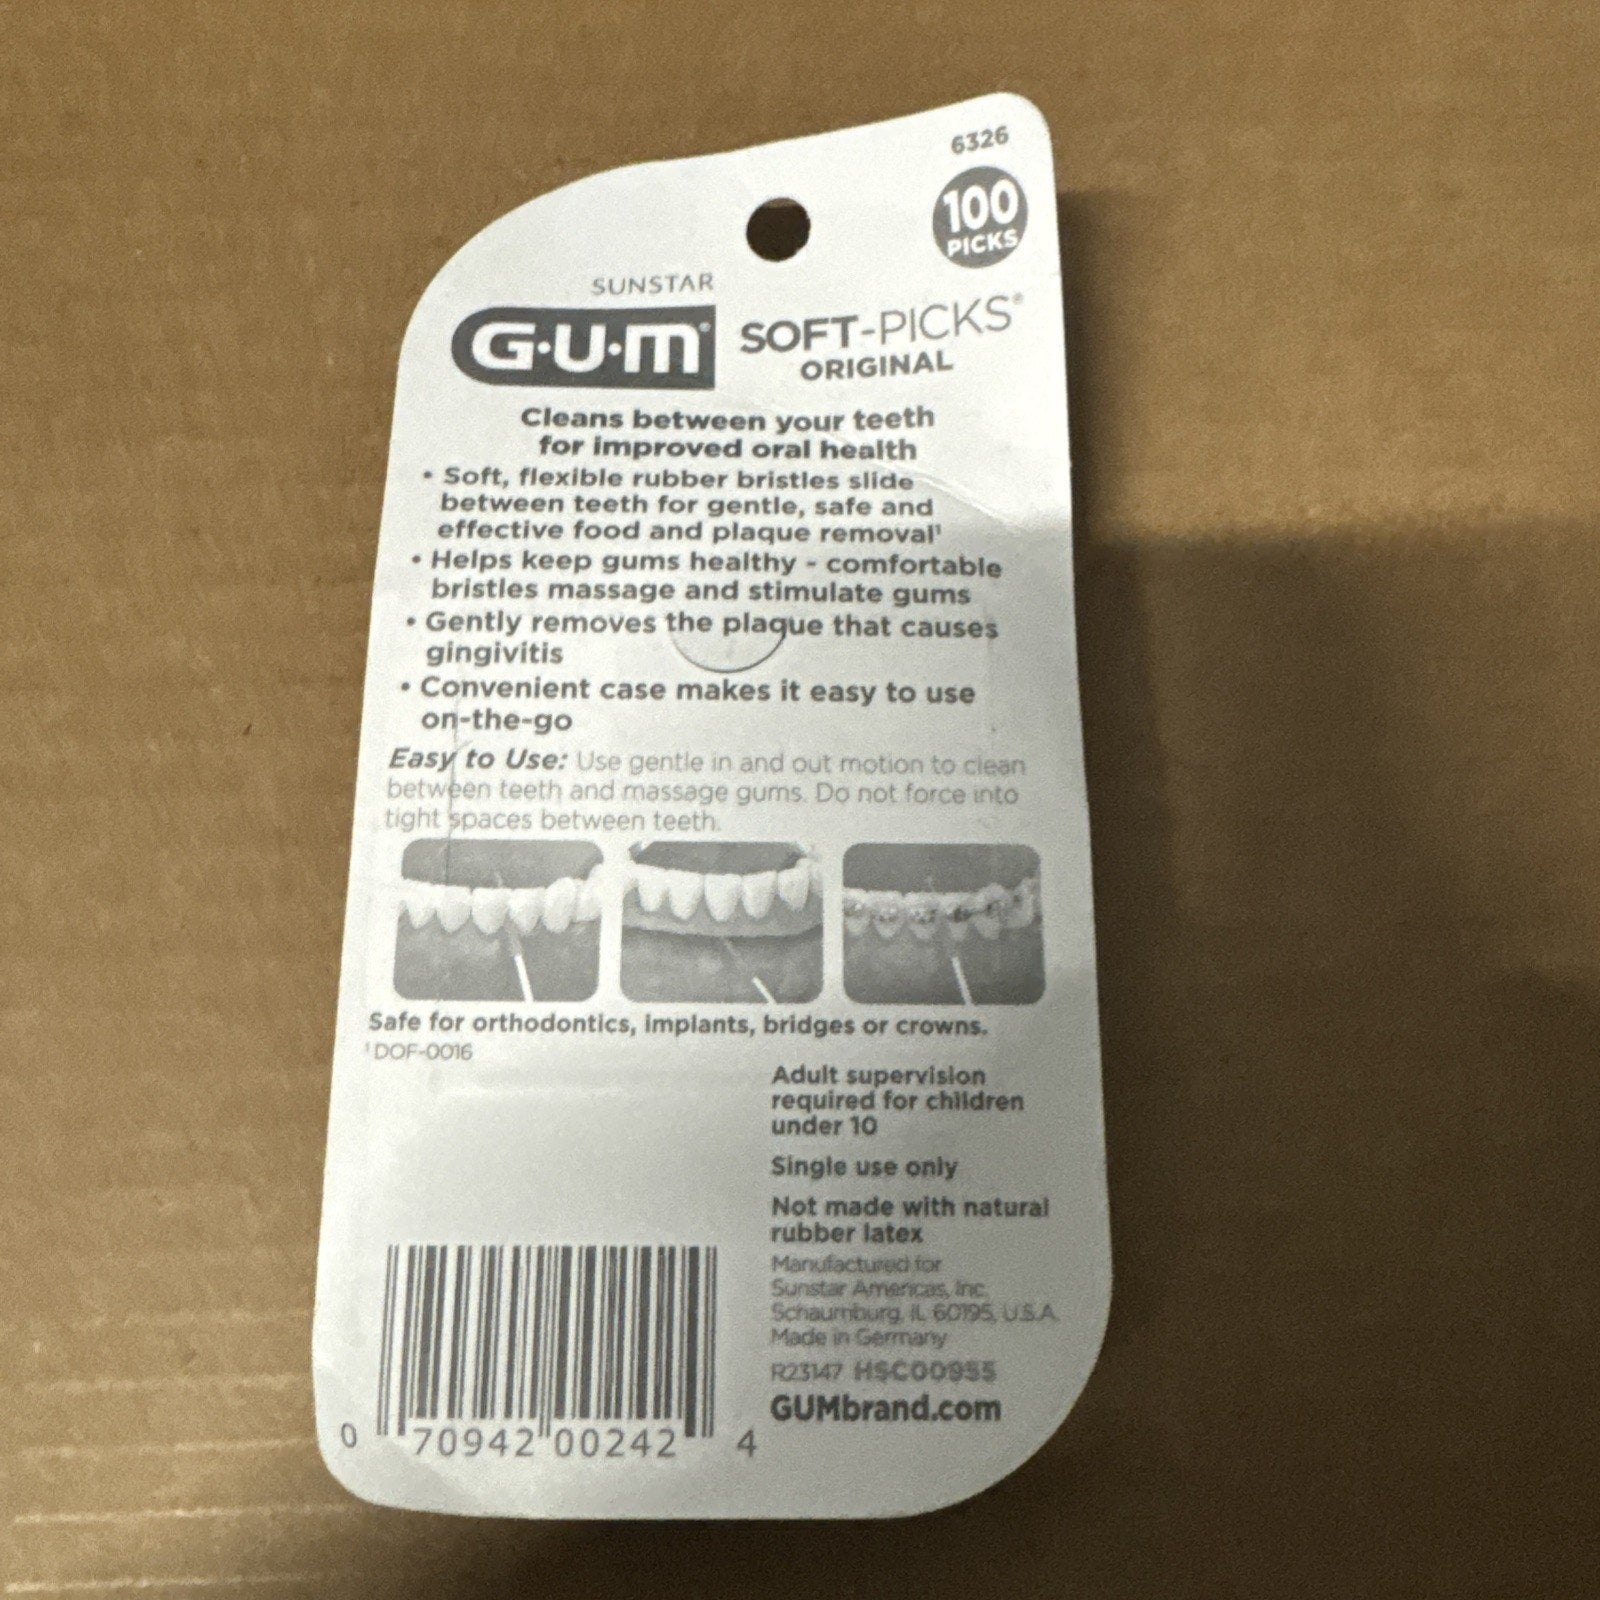 6326
100
PICKS
SUNSTAR
G·U·M®
SOFT-PICKS®
ORIGINAL
Cleans between your teeth
for improved oral health
• Soft, flexible rubber bristles slide
between teeth for gentle, safe and
effective food and plaque removal¹
• Helps keep gums healthy - comfortable
bristles massage and stimulate gums
• Gently removes the plaque that causes
gingivitis
• Convenient case makes it easy to use
on-the-go
Easy to Use: Use gentle in and out motion to clean
between teeth and massage gums. Do not force into
tight spaces between teeth.
Safe for orthodontics, implants, bridges or crowns.
¹ DOF-0016
Adult supervision
required for children
under 10
Single use only
Not made with natural
rubber latex
Manufactured for
Sunstar Americas, Inc.
Schaumburg, IL 60195, U.S.A.
Made in Germany
R23147 HSC00955
GUMbrand.com
0 70942 00242 4